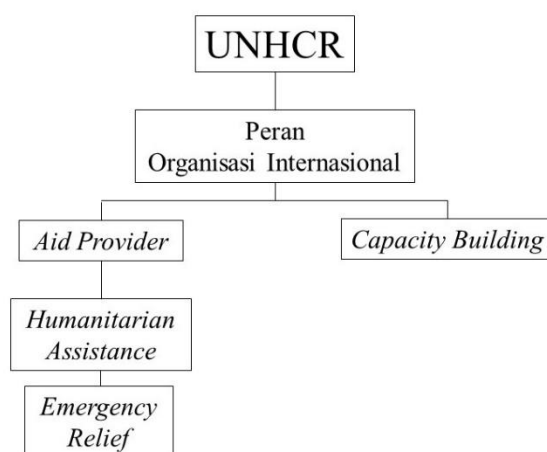 UNHCR
Peran
Organisasi Internasional
Aid Provider
Capacity Building
Humanitarian
Assistance
Emergency
Relief